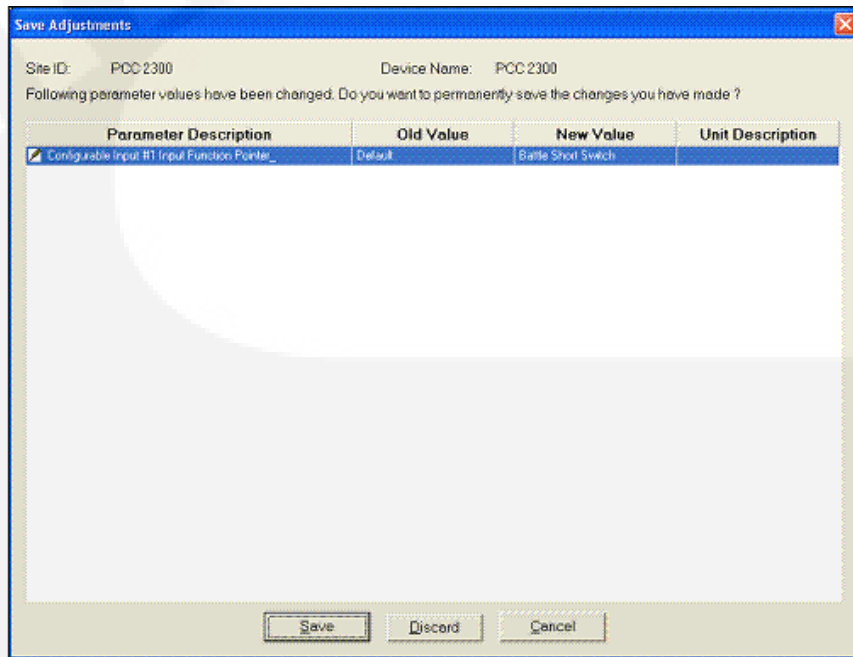 Save Adjustments
Site ID: PCC 2300 Device Name: PCC 2300
Following parameter values have been changed. Do you want to permanently save the changes you have made ?
Parameter Description Old Value New Value Unit Description
Configurable Input #1 Input Function Pointer_ Default Battle Short Switch
Save Discard Cancel